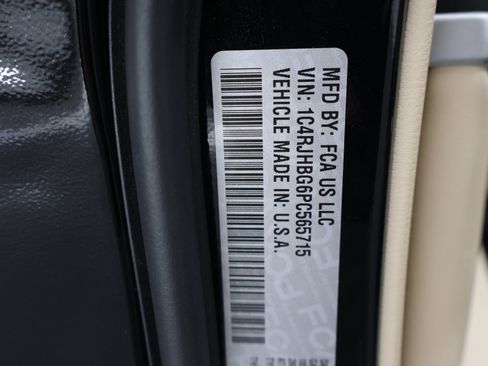 MFD BY: FCA US LLC
VIN: 1C4RJHBG6PC565715
VEHICLE MADE IN: U.S.A.